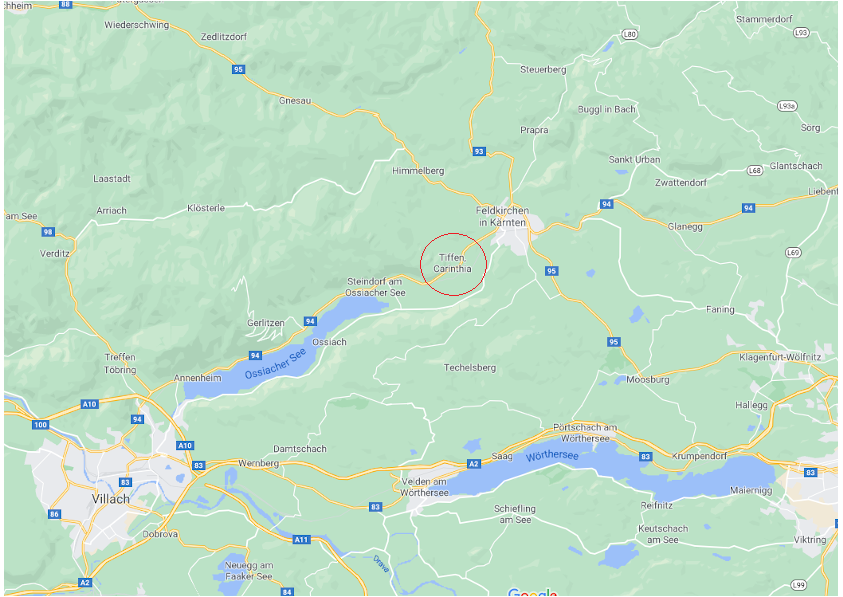 88
Wiederschwing
Zedlitzdorf
L80
Stammerdorf
L93
95
Steuerberg
Gnesau
Buggl in Bach
L93a
Prapra
Sörg
93
Sankt Urban
Glantschach
Himmelberg
L68
Laastadt
Zwattendorf
Arriach
Klösterle
Feldkirchen
in Kärnten
94
94
am See
98
Glanegg
Verditz
Tiffen,
Carinthia
95
L69
Steindorf am
Ossiacher See
Faning
Gerlitzen
94
Ossiach
95
Treffen
94
Töbring
Ossiacher See
Techelsberg
Klagenfurt-Wölfnitz
Annenheim
Moosburg
A10
94
Hallegg
100
Pörtschach am
Wörthersee
A10
Damtschach
Saag
Wörthersee
83
Krumpendorf
Wernberg
A2
83
83
83
Villach
Velden am
Wörthersee
Maiernigg
86
83
Schiefling
am See
Reifnitz
Dobrova
A11
Keutschach
am See
Viktring
Neuegg am
Faaker See
Drava
A2
84
Google
L99